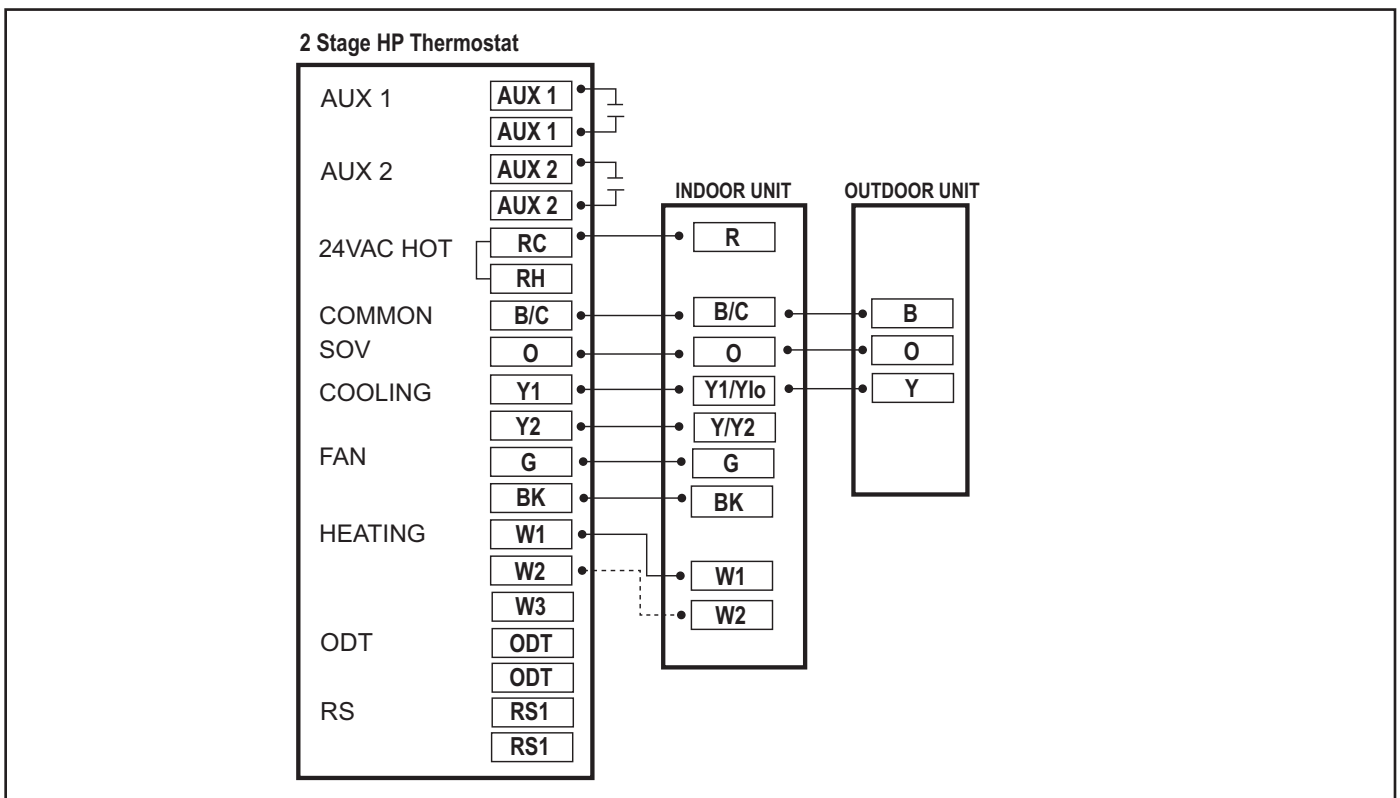 2 Stage HP Thermostat
AUX 1 AUX 1
AUX 1
AUX 2 AUX 2
AUX 2
24VAC HOT RC
RH
COMMON B/C
SOV O
COOLING Y1
Y2
FAN G
BK
HEATING W1
W2
W3
ODT ODT
ODT
RS RS1
RS1
INDOOR UNIT
R
B/C
O
Y1/Ylo
Y/Y2
G
BK
W1
W2
OUTDOOR UNIT
B
O
Y